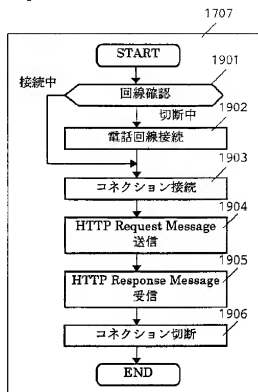 1707
START
1901
接続中
回線確認
切断中
1902
電話回線接続
1903
コネクション接続
1904
HTTP Request Message
送信
1905
HTTP Response Message
受信
1906
コネクション切断
END